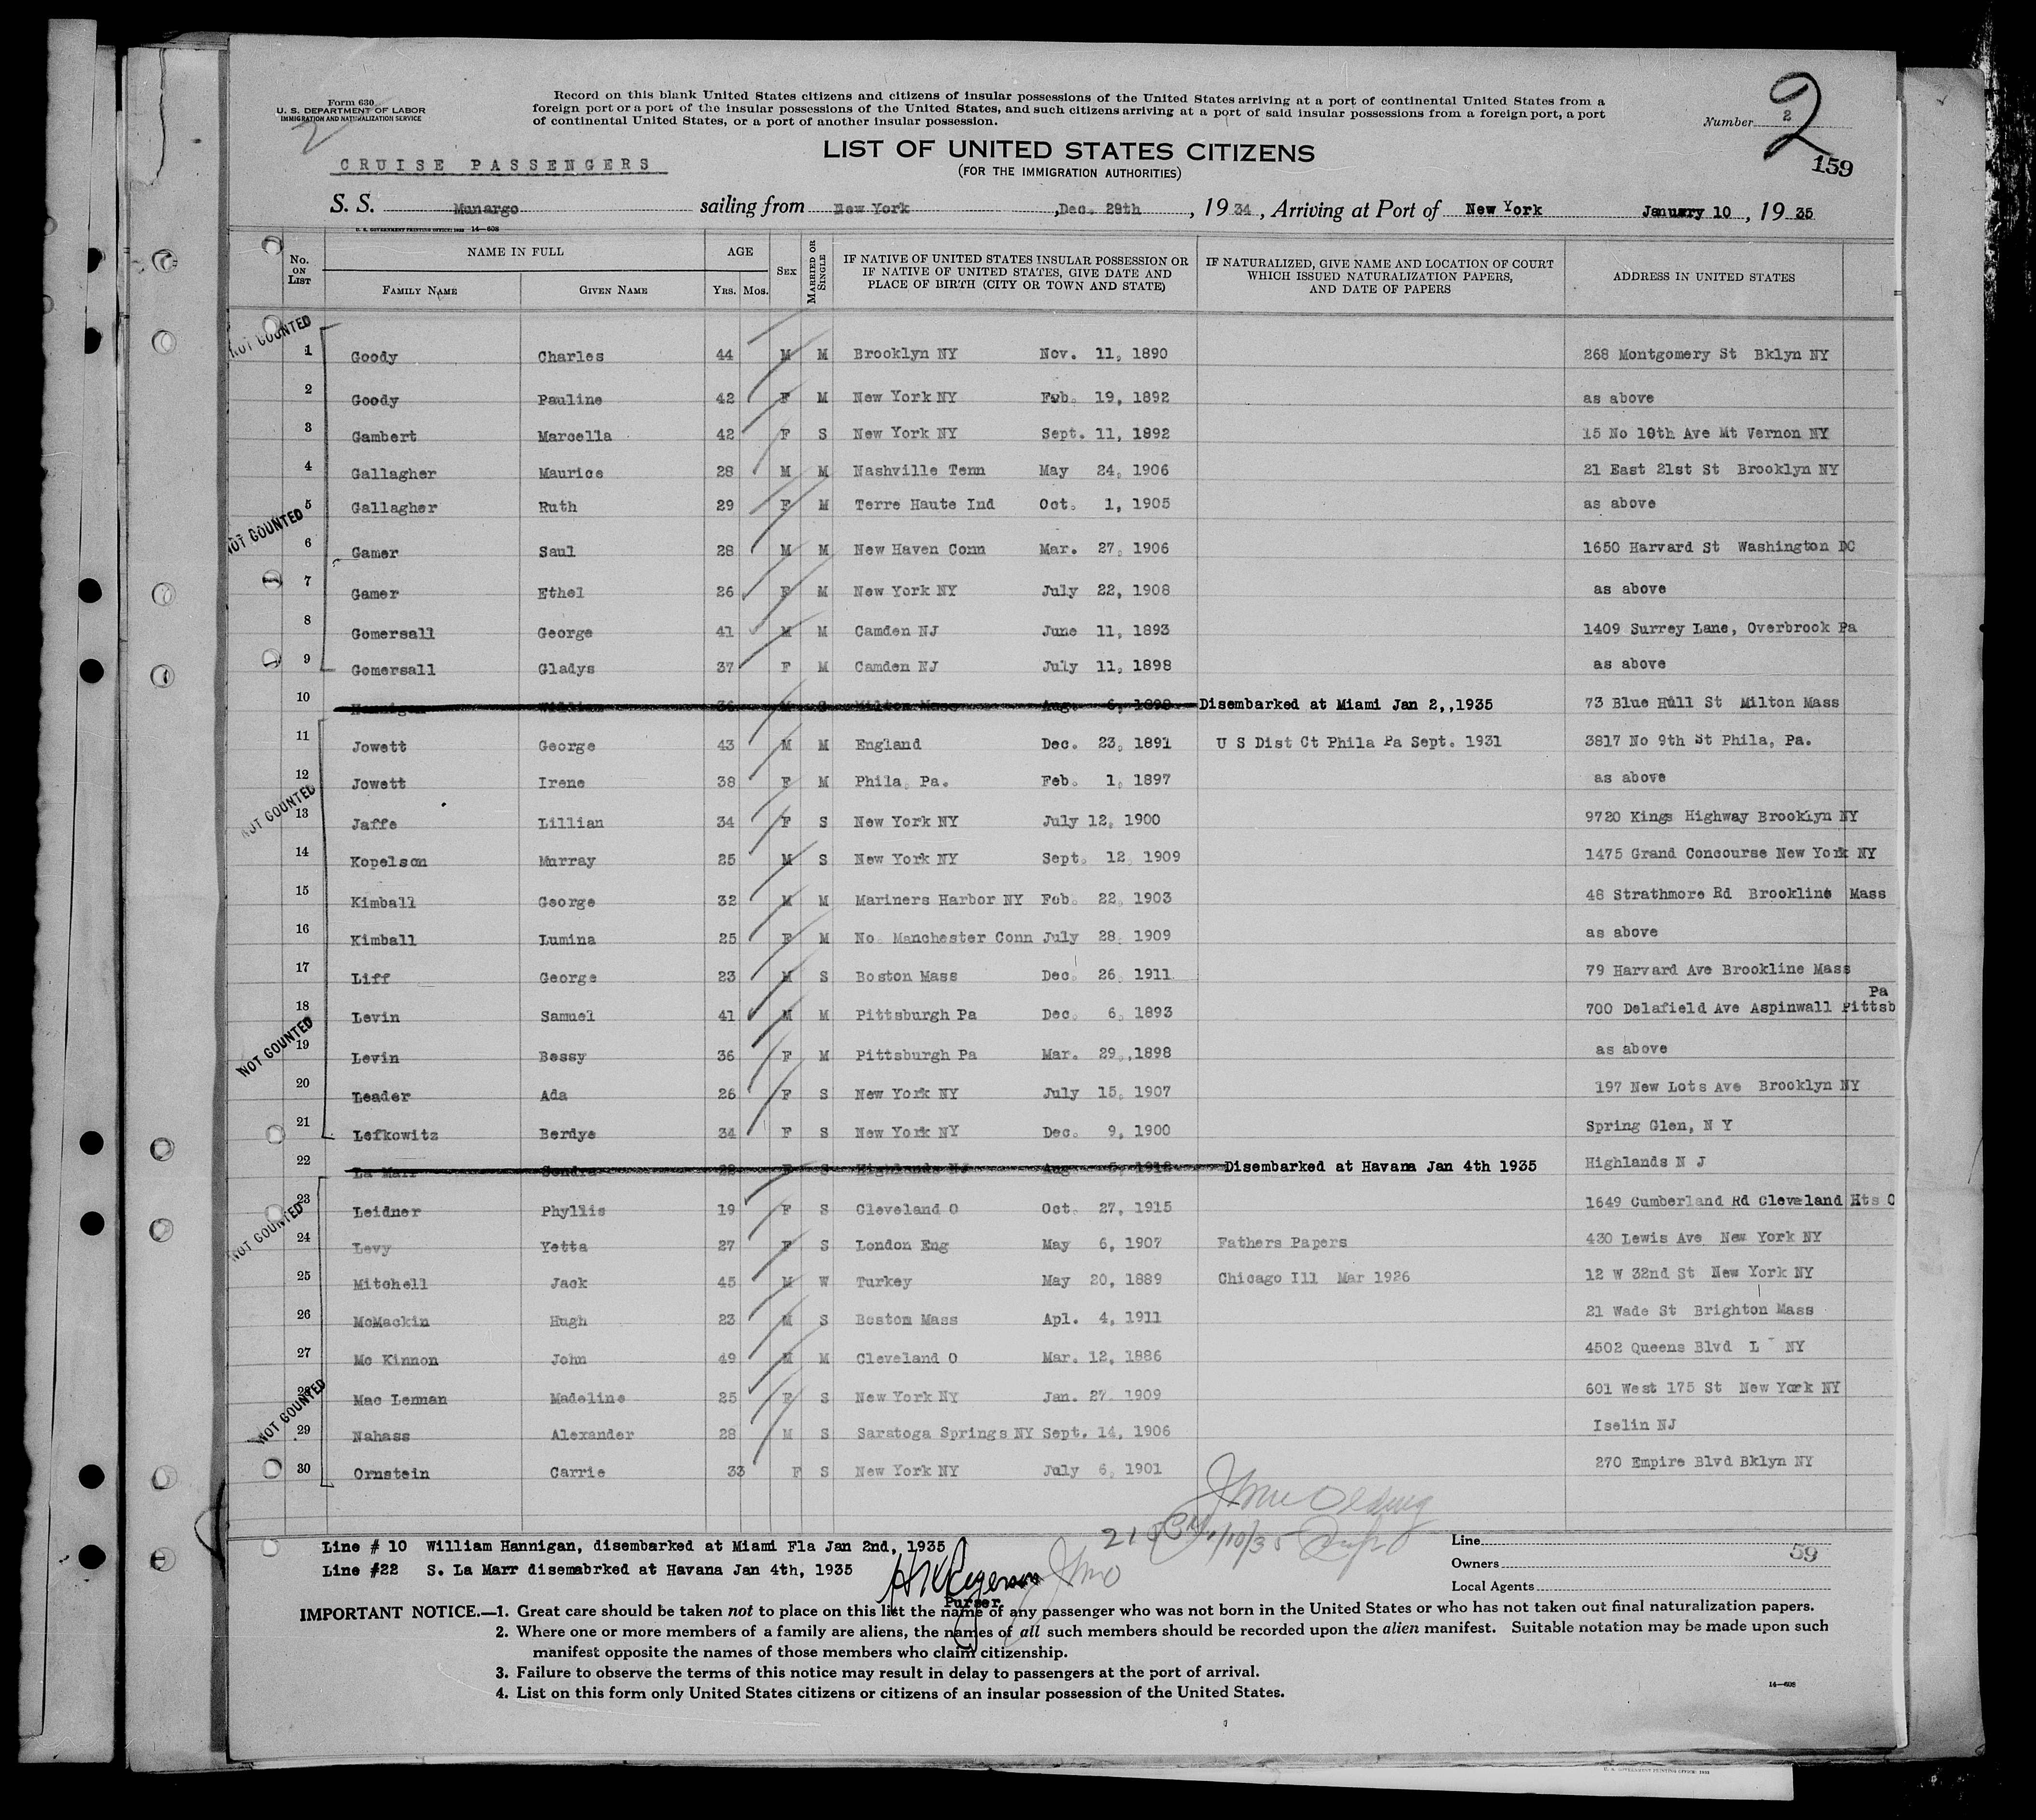 Form 630
U. S. DEPARTMENT OF LABOR
IMMIGRATION AND NATURALIZATION SERVICE
2
Record on this blank United States citizens and citizens of insular possessions of the United States arriving at a port of continental United States from a
foreign port or a port of the insular possessions of the United States, and such citizens arriving at a port of said insular possessions from a foreign port, a port
of continental United States, or a port of another insular possession.
Number 2
2
159
LIST OF UNITED STATES CITIZENS
(FOR THE IMMIGRATION AUTHORITIES)
CRUISE PASSENGERS
S. S. Munargo sailing from New York, Dec. 29th, 1934, Arriving at Port of New York January 10, 1935
U. S. GOVERNMENT PRINTING OFFICE: 1932 14—608
No. ON LIST NAME IN FULL AGE SEX MARRIED OR SINGLE IF NATIVE OF UNITED STATES INSULAR POSSESSION OR IF NATIVE OF UNITED STATES, GIVE DATE AND PLACE OF BIRTH (CITY OR TOWN AND STATE) IF NATURALIZED, GIVE NAME AND LOCATION OF COURT WHICH ISSUED NATURALIZATION PAPERS, AND DATE OF PAPERS ADDRESS IN UNITED STATES
FAMILY NAME GIVEN NAME YRS. MOS.
NOT COUNTED
1 Goody Charles 44 M M Brooklyn NY Nov. 11, 1890 268 Montgomery St Bklyn NY
2 Goody Pauline 42 F M New York NY Feb. 19, 1892 as above
3 Gambert Marcella 42 F S New York NY Sept. 11, 1892 15 No 10th Ave Mt Vernon NY
4 Gallagher Maurice 28 M M Nashville Tenn May 24, 1906 21 East 21st St Brooklyn NY
5 Gallagher Ruth 29 F M Terre Haute Ind Oct. 1, 1905 as above
NOT COUNTED
6 Gamer Saul 28 M M New Haven Conn Mar. 27, 1906 1650 Harvard St Washington DC
7 Gamer Ethel 26 F M New York NY July 22, 1908 as above
8 Gomersall George 41 M M Camden NJ June 11, 1893 1409 Surrey Lane, Overbrook Pa
9 Gomersall Gladys 37 F M Camden NJ July 11, 1898 as above
10 Hannigan William 36 M S Milton Mass Aug. 6, 1898 Disembarked at Miami Jan 2,,1935 73 Blue Hill St Milton Mass
11 Jowett George 43 M M England Dec. 23, 1891 U S Dist Ct Phila Pa Sept. 1931 3817 No 9th St Phila, Pa.
12 Jowett Irene 38 F M Phila, Pa. Feb. 1, 1897 as above
NOT COUNTED
13 Jaffe Lillian 34 F S New York NY July 12, 1900 9720 Kings Highway Brooklyn NY
14 Kopelson Murray 25 M S New York NY Sept. 12, 1909 1475 Grand Concourse New York NY
15 Kimball George 32 M M Mariners Harbor NY Feb. 22, 1903 48 Strathmore Rd Brookline Mass
16 Kimball Lumina 25 F M No. Manchester Conn July 28, 1909 as above
17 Liff George 23 M S Boston Mass Dec. 26, 1911 79 Harvard Ave Brookline Mass
18 Levin Samuel 41 M M Pittsburgh Pa Dec. 6, 1893 700 Delafield Ave Aspinwall Pittsb Pa
NOT COUNTED
19 Levin Bessy 36 F M Pittsburgh Pa Mar. 29,,1898 as above
20 Leader Ada 26 F S New York NY July 15, 1907 197 New Lots Ave Brooklyn NY
21 Lefkowitz Berdye 34 F S New York NY Dec. 9, 1900 Spring Glen, N Y
22 La Marr Sondra 22 F S Highlands NJ Aug 5, 1912 Disembarked at Havana Jan 4th 1935 Highlands N J
23 Leidner Phyllis 19 F S Cleveland O Oct. 27, 1915 1649 Cumberland Rd Cleveland Hts O
NOT COUNTED
24 Levy Yetta 27 F S London Eng May 6, 1907 Fathers Papers 430 Lewis Ave New York NY
25 Mitchell Jack 45 M W Turkey May 20, 1889 Chicago Ill Mar 1926 12 W 32nd St New York NY
26 McMackin Hugh 23 M S Boston Mass Apl. 4, 1911 21 Wade St Brighton Mass
27 Mc Kinnon John 49 M M Cleveland O Mar. 12, 1886 4502 Queens Blvd L NY
28 Mac Lennan Madeline 25 F S New York NY Jan. 27 1909 601 West 175 St New York NY
NOT COUNTED
29 Nahass Alexander 28 M S Saratoga Springs NY Sept. 14, 1906 Iselin NJ
30 Ornstein Carrie 33 F S New York NY July 6, 1901 270 Empire Blvd Bklyn NY
1/10/35
Line # 10 William Hannigan, disembarked at Miami Fla Jan 2nd, 1935
Line #22 S. La Marr disemabrked at Havana Jan 4th, 1935
Purser
Line
Owners
59
Local Agents
IMPORTANT NOTICE.—1. Great care should be taken not to place on this list the name of any passenger who was not born in the United States or who has not taken out final naturalization papers.
2. Where one or more members of a family are aliens, the names of all such members should be recorded upon the alien manifest. Suitable notation may be made upon such
manifest opposite the names of those members who claim citizenship.
3. Failure to observe the terms of this notice may result in delay to passengers at the port of arrival.
4. List on this form only United States citizens or citizens of an insular possession of the United States.
14—608